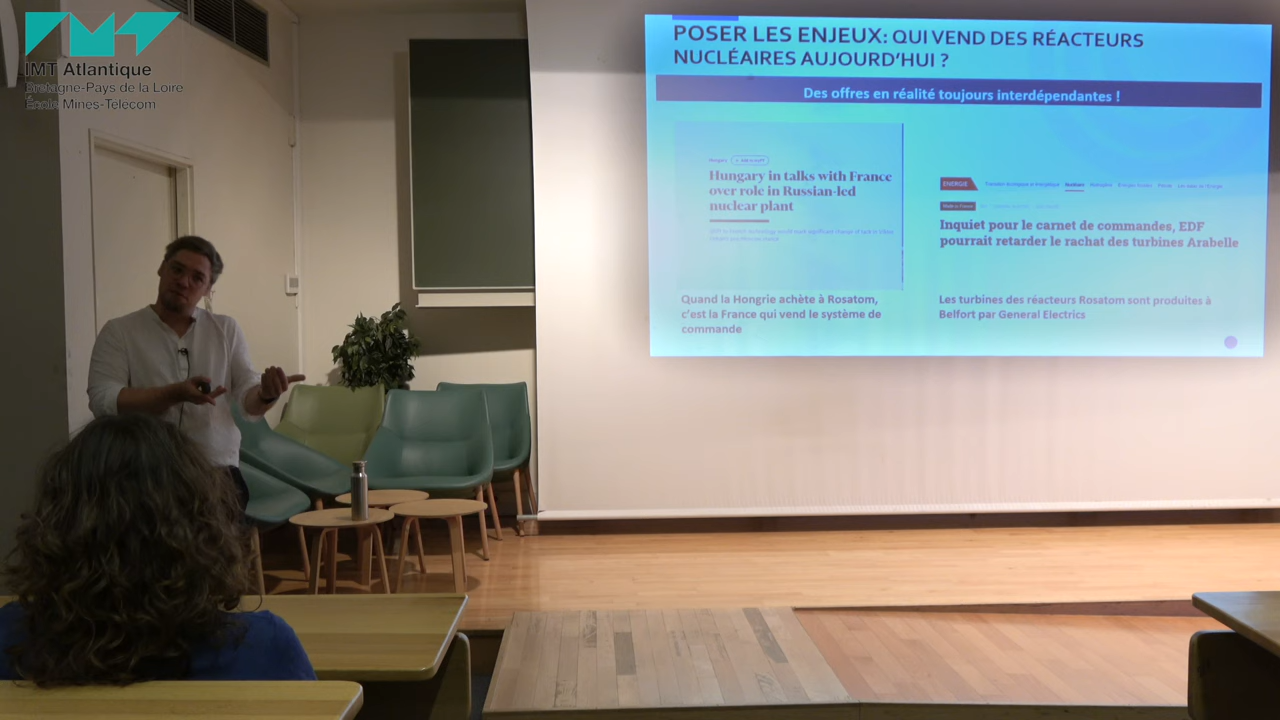 IMT Atlantique
Bretagne-Pays de la Loire
École Mines-Telecom
POSER LES ENJEUX: QUI VEND DES RÉACTEURS
NUCLÉAIRES AUJOURD'HUI ?
Des offres en réalité toujours interdépendantes !
Hungary in talks with France
over role in Russian-led
nuclear plant
Quand la Hongrie achète à Rosatom,
c'est la France qui vend le système de
commande
ENERGIE
Nucléaire
Inquiet pour le carnet de commandes, EDF
pourrait retarder le rachat des turbines Arabelle
Les turbines des réacteurs Rosatom sont produites à
Belfort par General Electrics